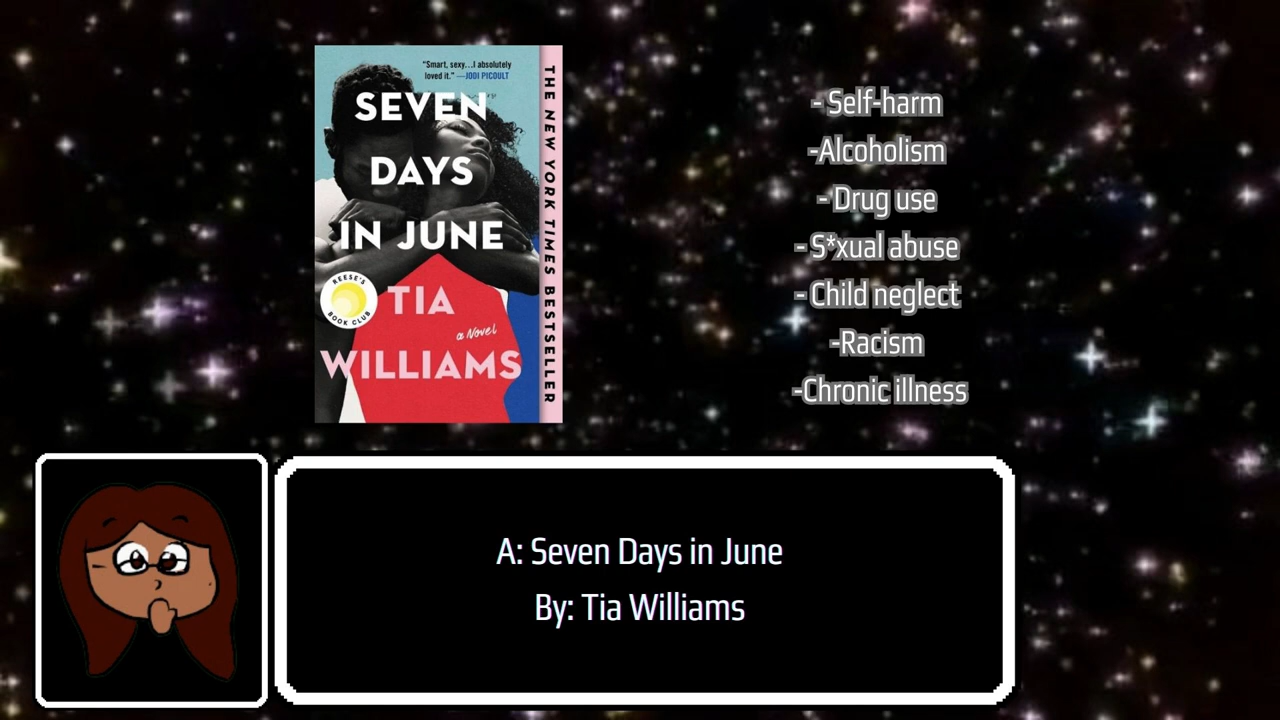 "Smart, sexy...I absolutely
loved it." —JODI PICOULT
SEVEN
DAYS
IN JUNE
REESE'S
BOOK CLUB
TIA
a Novel
WILLIAMS
THE NEW YORK TIMES BESTSELLER
- Self-harm
-Alcoholism
- Drug use
- S*xual abuse
- Child neglect
-Racism
-Chronic illness
A: Seven Days in June
By: Tia Williams